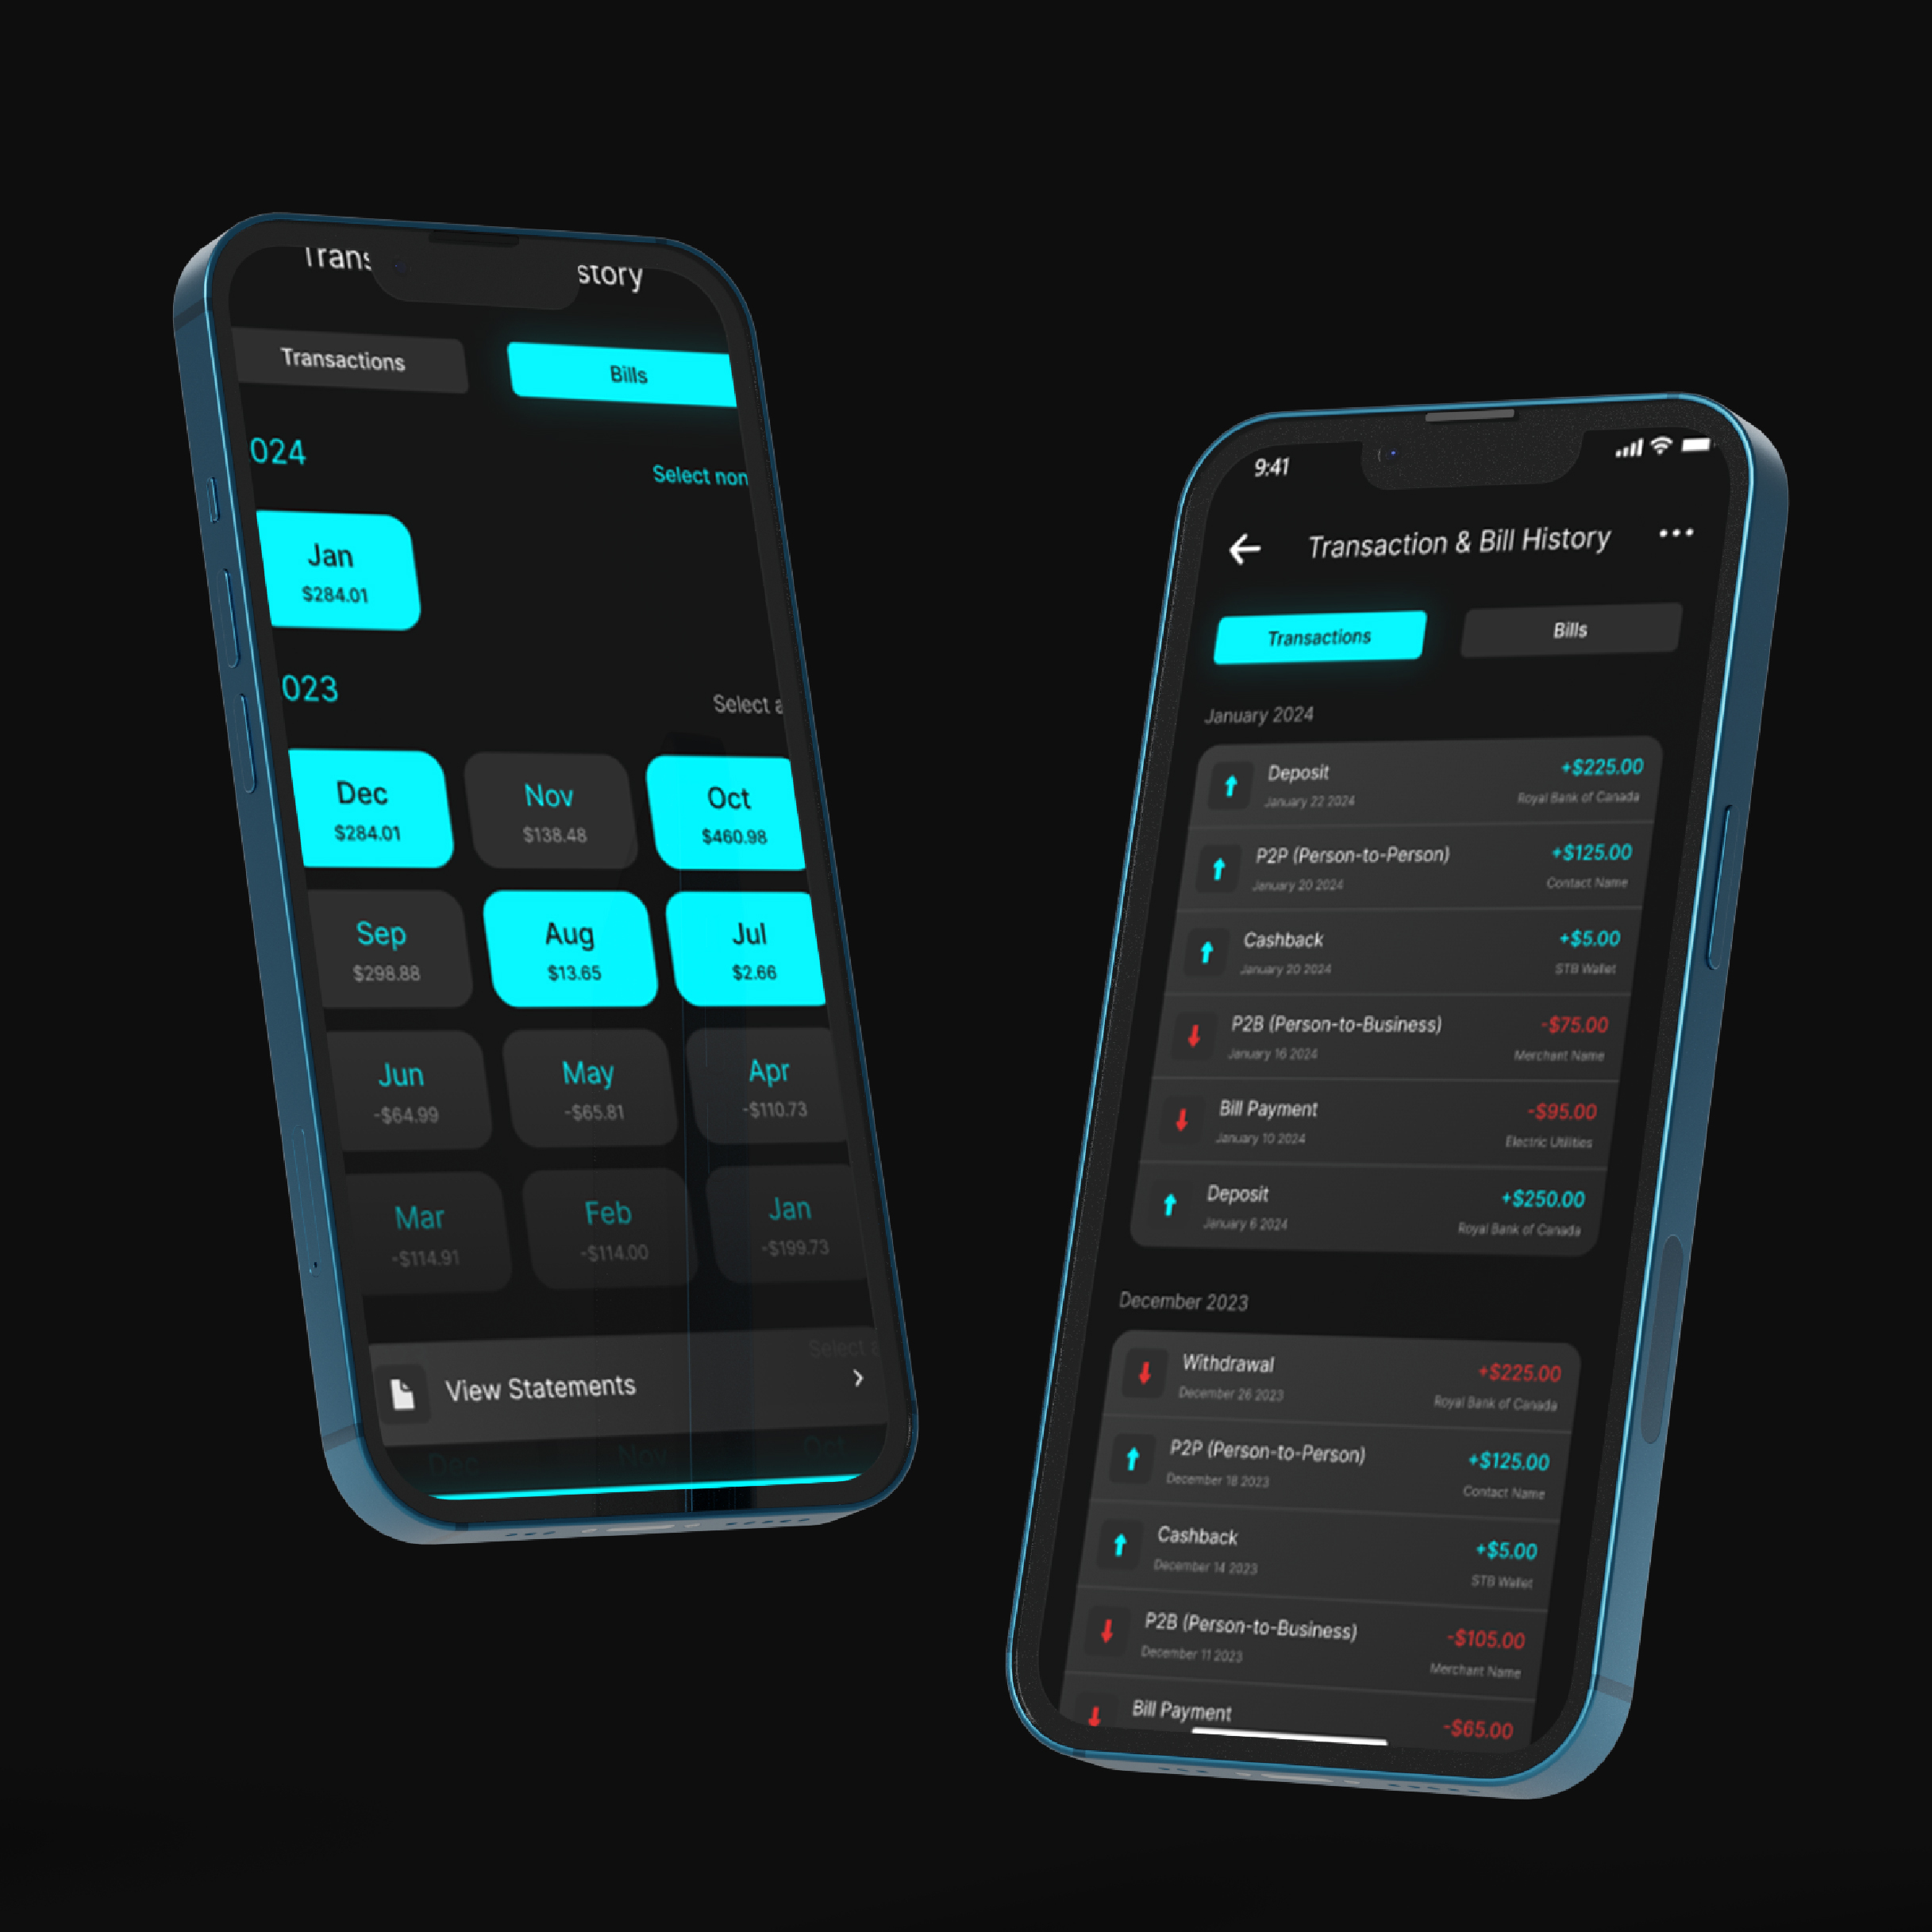 Trans
story
Transactions
Bills
024
Select non
Jan
$284.01
023
Select a
Dec
$284.01
Nov
$138.48
Oct
$460.98
Sep
$298.88
Aug
$13.65
Jul
$2.66
Jun
-$64.99
May
-$65.81
Apr
-$110.73
Mar
-$114.91
Feb
-$114.00
Jan
-$199.73
Select a
View Statements
Dec
Nov
Oct
9:41
Transaction & Bill History
Transactions
Bills
January 2024
Deposit
+$225.00
January 22 2024
Royal Bank of Canada
P2P (Person-to-Person)
+$125.00
January 20 2024
Contact Name
Cashback
+$5.00
January 20 2024
STB Wallet
P2B (Person-to-Business)
-$75.00
January 16 2024
Merchant Name
Bill Payment
-$95.00
January 10 2024
Electric Utilities
Deposit
+$250.00
January 6 2024
Royal Bank of Canada
December 2023
Withdrawal
+$225.00
December 26 2023
Royal Bank of Canada
P2P (Person-to-Person)
+$125.00
December 18 2023
Contact Name
Cashback
+$5.00
December 14 2023
STB Wallet
P2B (Person-to-Business)
-$105.00
December 11 2023
Merchant Name
Bill Payment
-$65.00